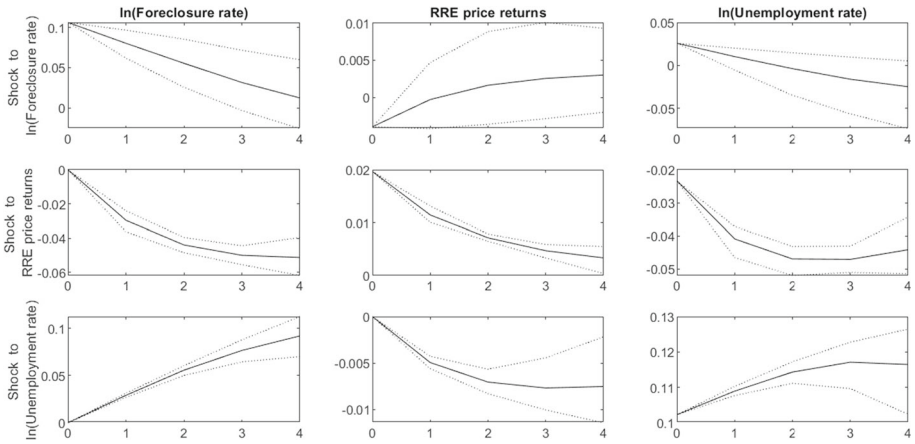 ln(Foreclosure rate) RRE price returns ln(Unemployment rate)
Shock to
ln(Foreclosure rate)
0.1
0.05
0
0 1 2 3 4
0.01
0.005
0
0 1 2 3 4
0.05
0
-0.05
0 1 2 3 4
Shock to
RRE price returns
0
-0.02
-0.04
-0.06
0 1 2 3 4
0.02
0.01
0
0 1 2 3 4
-0.02
-0.03
-0.04
-0.05
0 1 2 3 4
Shock to
ln(Unemployment rate)
0.1
0.05
0
0 1 2 3 4
0
-0.005
-0.01
0 1 2 3 4
0.13
0.12
0.11
0.1
0 1 2 3 4